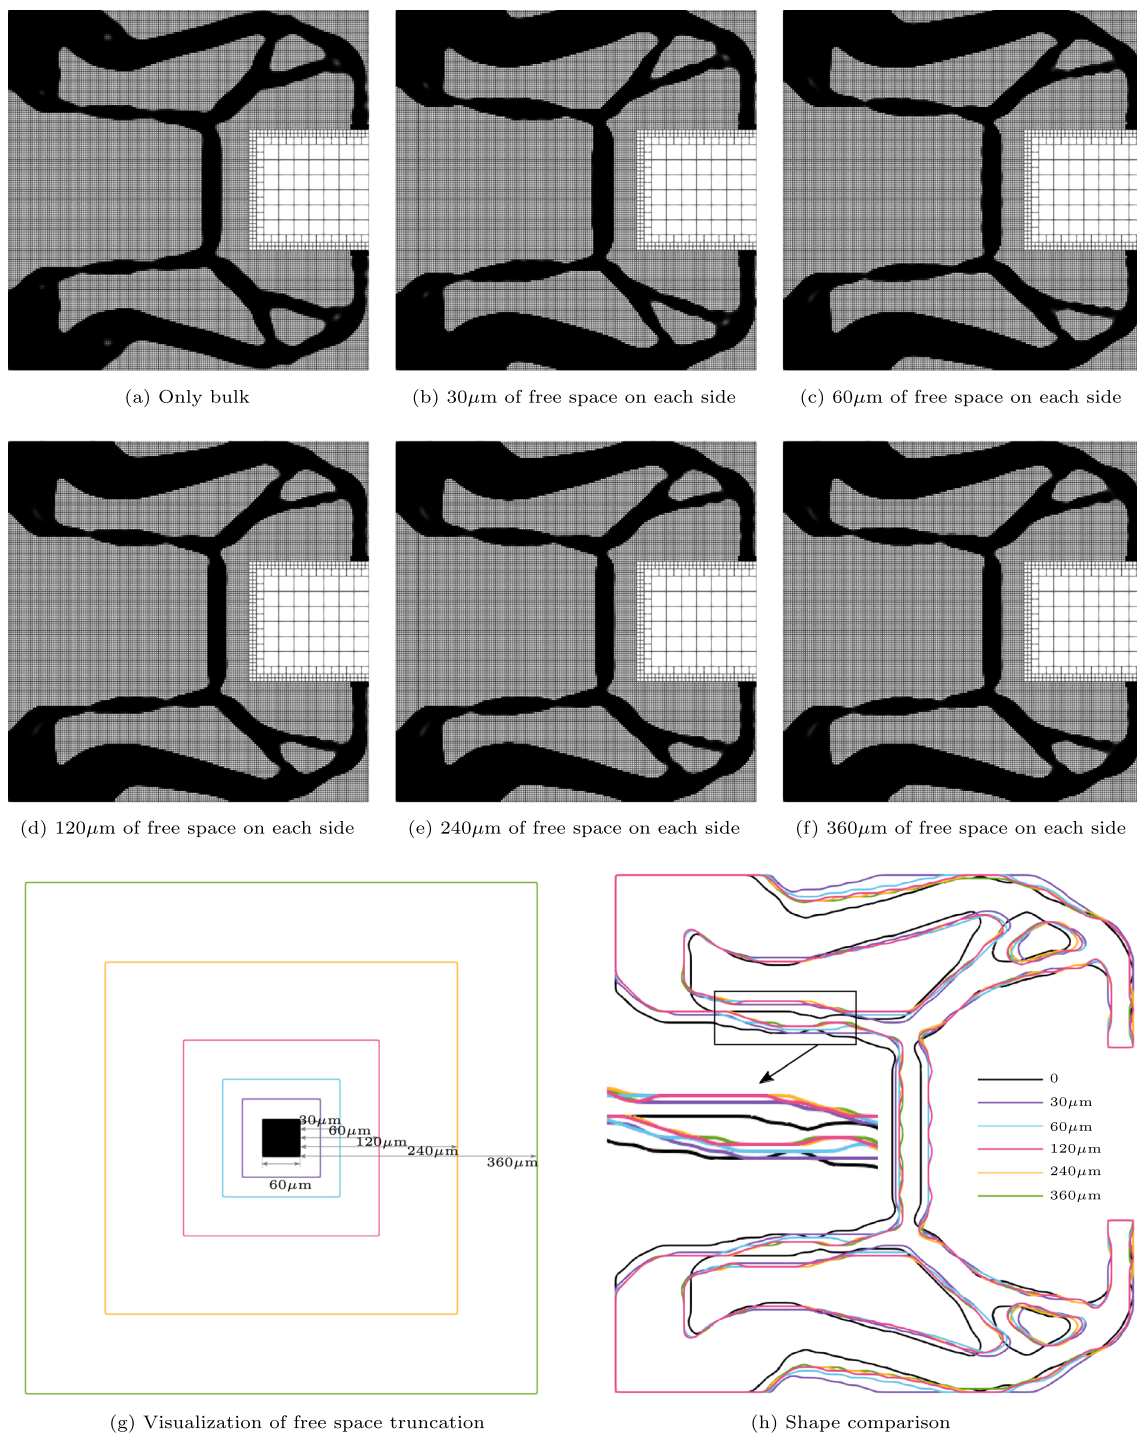 (a) Only bulk
(b) 30μm of free space on each side
(c) 60μm of free space on each side
(d) 120μm of free space on each side
(e) 240μm of free space on each side
(f) 360μm of free space on each side
30μm
60μm
120μm
240μm
360μm
60μm
(g) Visualization of free space truncation
0
30μm
60μm
120μm
240μm
360μm
(h) Shape comparison